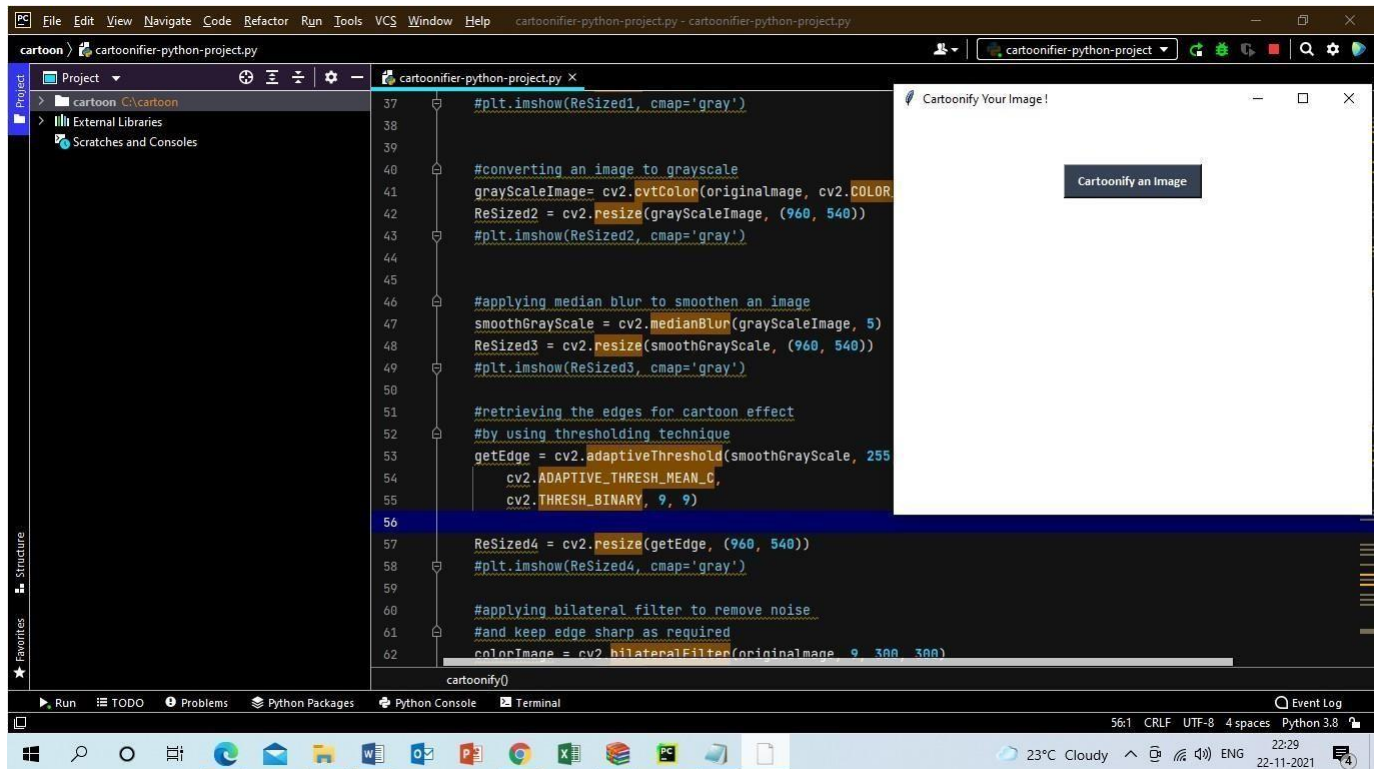 PC File Edit View Navigate Code Refactor Run Tools VCS Window Help cartoonifier-python-project.py - cartoonifier-python-project.py
cartoon cartoonifier-python-project.py
cartoonifier-python-project
Project
Project
cartoonifier-python-project.py
cartoon C:\cartoon
External Libraries
Scratches and Consoles
37 #plt.imshow(ReSized1, cmap='gray')
38
39
40 #converting an image to grayscale
41 grayScaleImage= cv2.cvtColor(originalmage, cv2.COLOR_
42 ReSized2 = cv2.resize(grayScaleImage, (960, 540))
43 #plt.imshow(ReSized2, cmap='gray')
44
45
46 #applying median blur to smoothen an image
47 smoothGrayScale = cv2.medianBlur(grayScaleImage, 5)
48 ReSized3 = cv2.resize(smoothGrayScale, (960, 540))
49 #plt.imshow(ReSized3, cmap='gray')
50
51 #retrieving the edges for cartoon effect
52 #by using thresholding technique
53 getEdge = cv2.adaptiveThreshold(smoothGrayScale, 255
54 cv2.ADAPTIVE_THRESH_MEAN_C,
55 cv2.THRESH_BINARY, 9, 9)
56
57 ReSized4 = cv2.resize(getEdge, (960, 540))
58 #plt.imshow(ReSized4, cmap='gray')
59
60 #applying bilateral filter to remove noise
61 #and keep edge sharp as required
62 colorImage = cv2.bilateralFilter(originalmage, 9, 300, 300)
cartoonify()
Cartoonify Your Image !
Cartoonify an Image
Structure
Favorites
Run TODO Problems Python Packages Python Console Terminal Event Log
56:1 CRLF UTF-8 4 spaces Python 3.8
23°C Cloudy ENG 22:29
22-11-2021
4